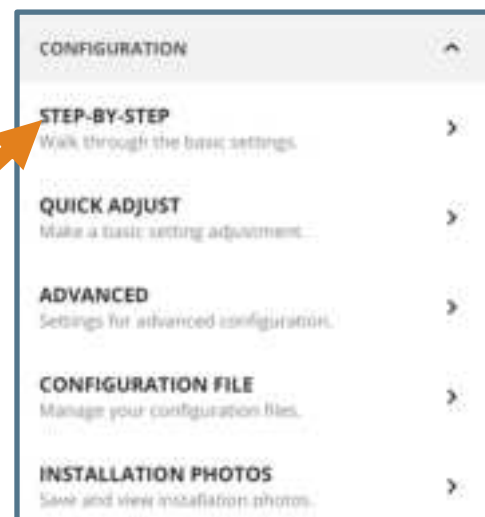 CONFIGURATION
STEP-BY-STEP
Walk through the basic settings.
QUICK ADJUST
Make a basic setting adjustment.
ADVANCED
Settings for advanced configuration.
CONFIGURATION FILE
Manage your configuration files.
INSTALLATION PHOTOS
Save and view installation photos.